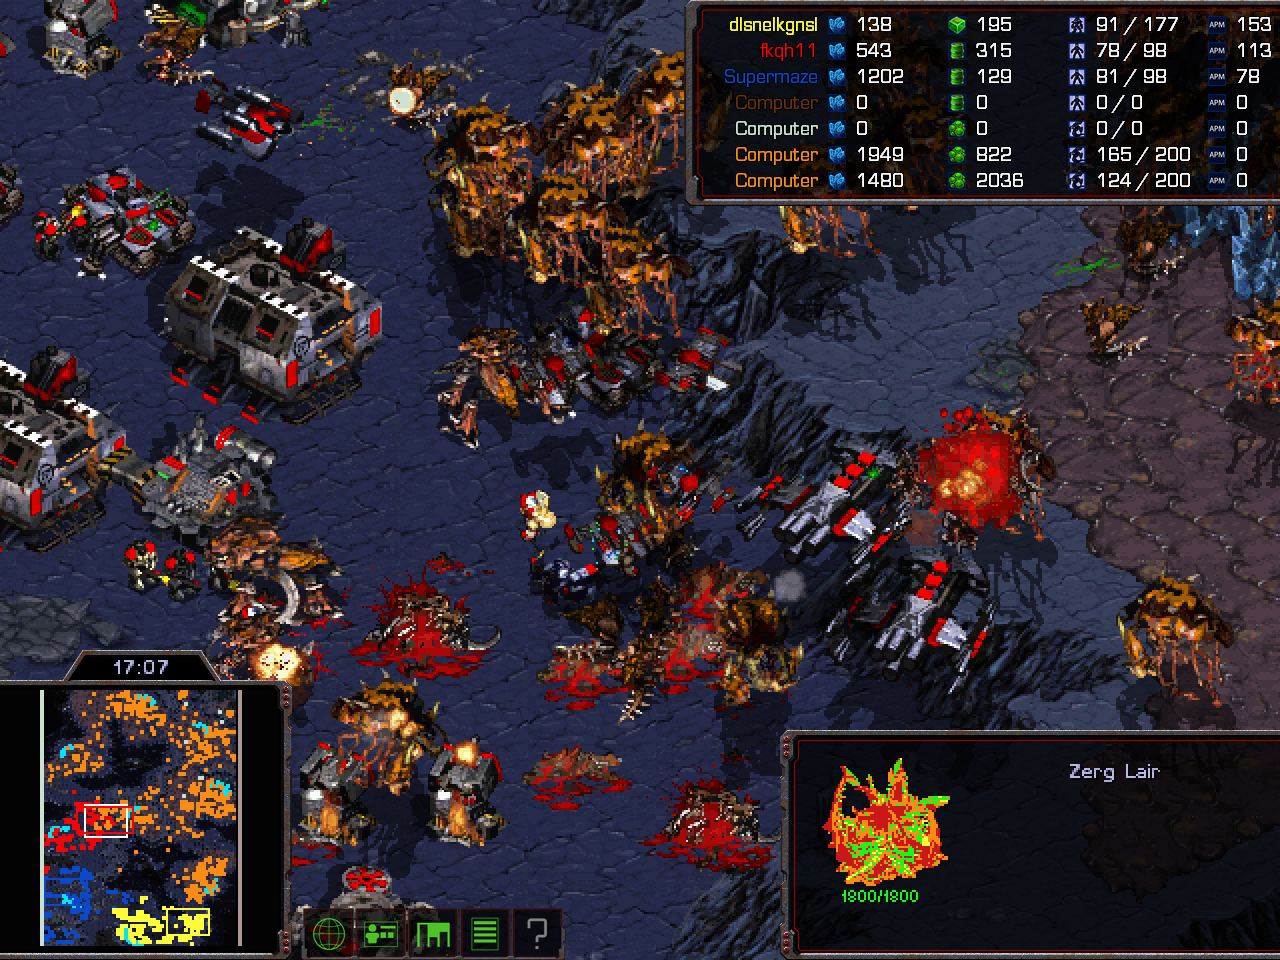 dlsnelkgnsl 138 195 91 / 177 APM 153
fkqh11 543 315 78 / 98 APM 113
Supermaze 1202 129 81 / 98 APM 78
Computer 0 0 0 / 0 APM 0
Computer 0 0 0 / 0 APM 0
Computer 1949 822 165 / 200 APM 0
Computer 1480 2036 124 / 200 APM 0
17:07
Zerg Lair
1800/1800
?